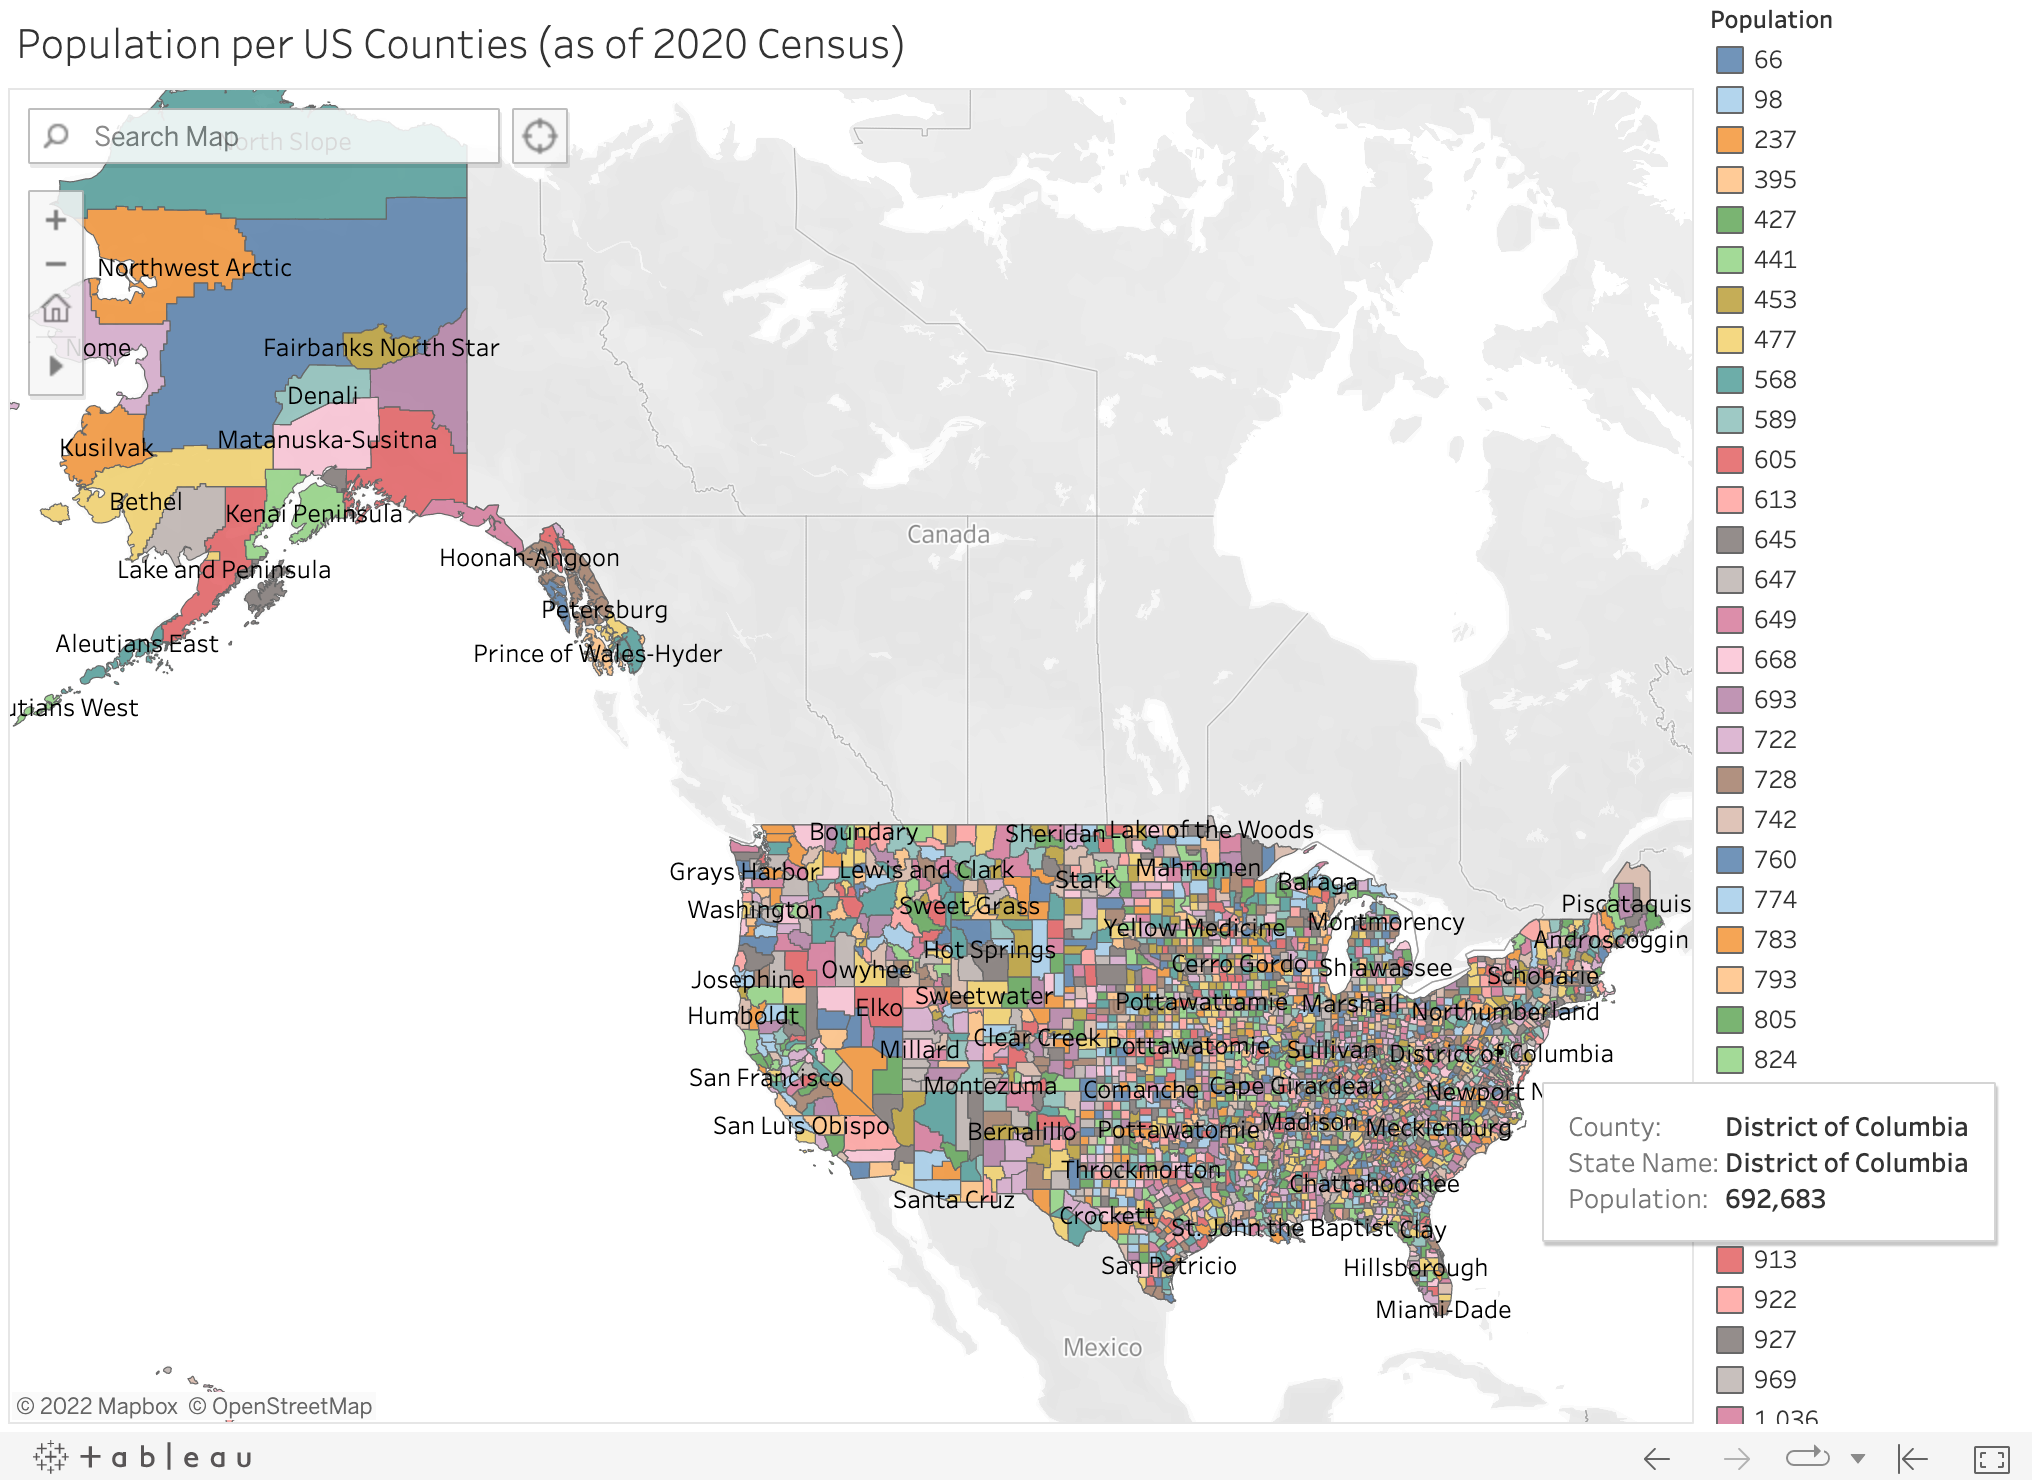 Population per US Counties (as of 2020 Census)
Population
66
98
237
395
427
441
453
477
568
589
605
613
645
647
649
668
693
722
728
742
760
774
783
793
805
824
913
922
927
969
1,036
Search Map
North Slope
Northwest Arctic
Nome
Fairbanks North Star
Denali
Kusilvak
Matanuska-Susitna
Bethel
Kenai Peninsula
Hoonah-Angoon
Lake and Peninsula
Petersburg
Aleutians East
Prince of Wales-Hyder
utians West
Canada
Boundary
Sheridan
Lake of the Woods
Grays Harbor
Lewis and Clark
Stark
Mahnomen
Baraga
Piscataquis
Washington
Sweet Grass
Yellow Medicine
Montmorency
Androscoggin
Hot Springs
Josephine
Owyhee
Cerro Gordo
Shiawassee
Schoharie
Humboldt
Elko
Sweetwater
Pottawattamie
Marshall
Northumberland
Millard
Clear Creek
Pottawatomie
Sullivan
District of Columbia
San Francisco
Montezuma
Comanche
Cape Girardeau
Newport N
San Luis Obispo
Bernalillo
Pottawatomie
Madison
Mecklenburg
Throckmorton
Santa Cruz
Chattahoochee
Crockett
St. John the Baptist
Clay
San Patricio
Hillsborough
Miami-Dade
Mexico
County: District of Columbia
State Name: District of Columbia
Population: 692,683
© 2022 Mapbox © OpenStreetMap
+ableau